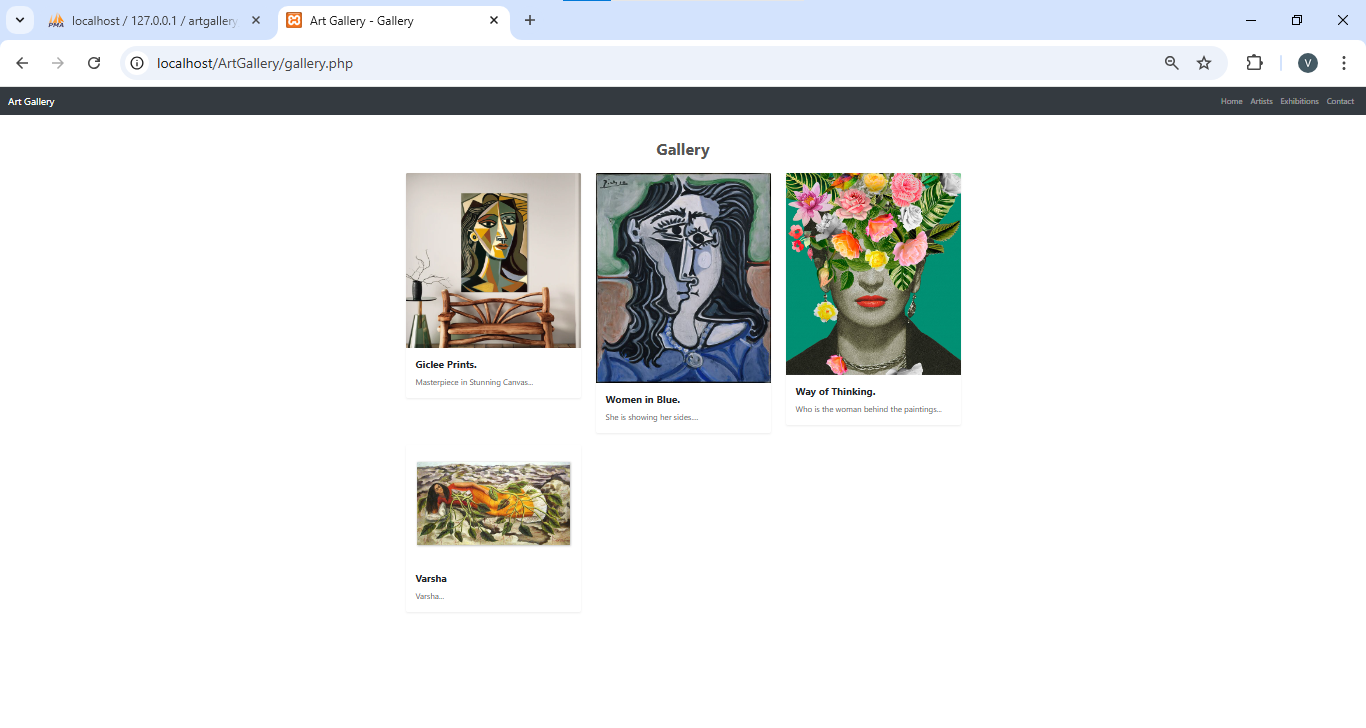 localhost / 127.0.0.1 / artgallery
Art Gallery - Gallery
localhost/ArtGallery/gallery.php
V
Art Gallery
Home Artists Exhibitions Contact
Gallery
Giclee Prints.
Masterpiece in Stunning Canvas...
Women in Blue.
She is showing her sides....
Way of Thinking.
Who is the woman behind the paintings...
Varsha
Varsha...